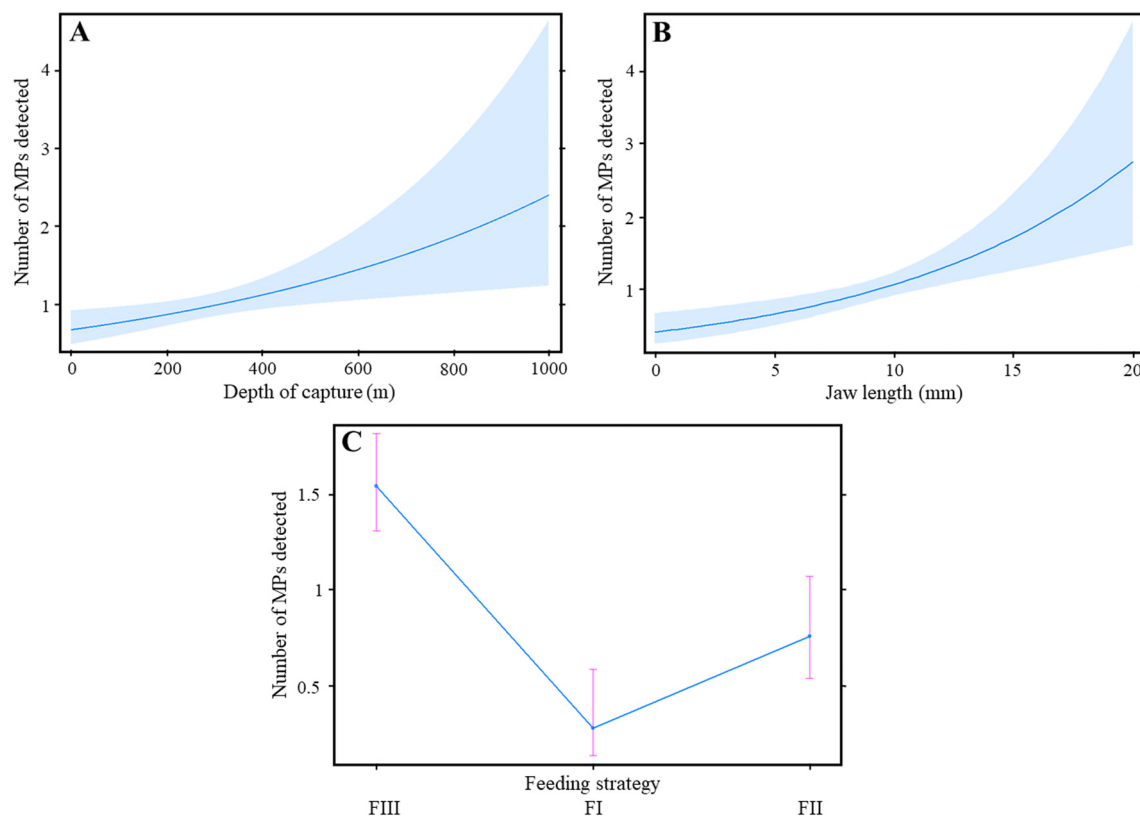 A
Number of MPs detected
4
3
2
1
0
200
400
600
800
1000
Depth of capture (m)
B
Number of MPs detected
4
3
2
1
0
5
10
15
20
Jaw length (mm)
C
Number of MPs detected
1.5
1
0.5
Feeding strategy
FIII
FI
FII